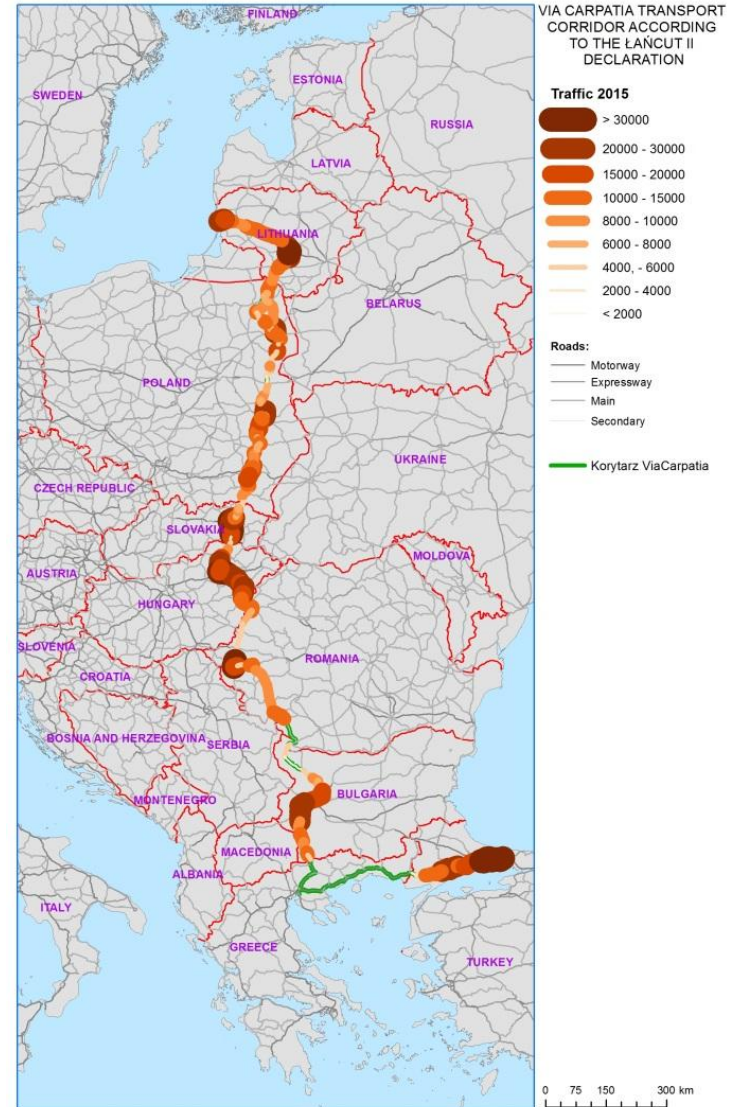 VIA CARPATIA TRANSPORT
CORRIDOR ACCORDING
TO THE ŁAŃCUT II
DECLARATION
Traffic 2015
> 30000
20000 - 30000
15000 - 20000
10000 - 15000
8000 - 10000
6000 - 8000
4000, - 6000
2000 - 4000
< 2000
Roads:
Motorway
Expressway
Main
Secondary
Korytarz ViaCarpatia
0 75 150 300 km
FINLAND
ESTONIA
SWEDEN
RUSSIA
LATVIA
LITHUANIA
BELARUS
POLAND
UKRAINE
CZECH REPUBLIC
SLOVAKIA
MOLDOVA
AUSTRIA
HUNGARY
SLOVENIA
ROMANIA
CROATIA
BOSNIA AND HERZEGOVINA
SERBIA
BULGARIA
MONTENEGRO
MACEDONIA
ALBANIA
ITALY
GREECE
TURKEY